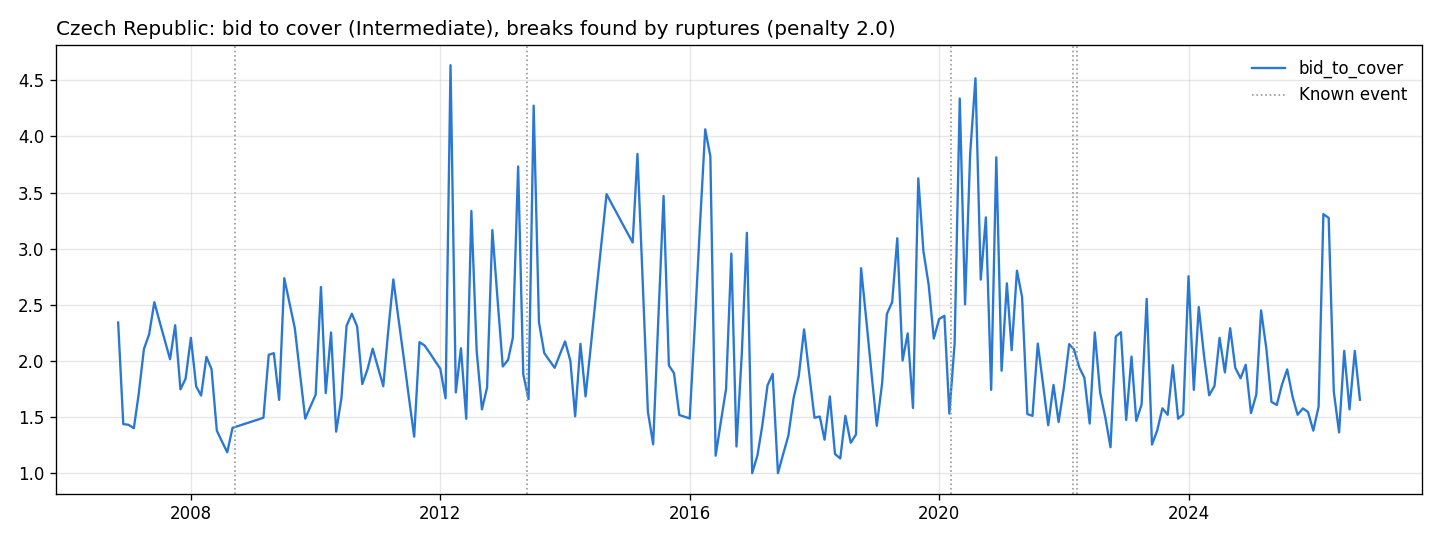 Czech Republic: bid to cover (Intermediate), breaks found by ruptures (penalty 2.0)
bid_to_cover
Known event
4.5
4.0
3.5
3.0
2.5
2.0
1.5
1.0
2008 2012 2016 2020 2024